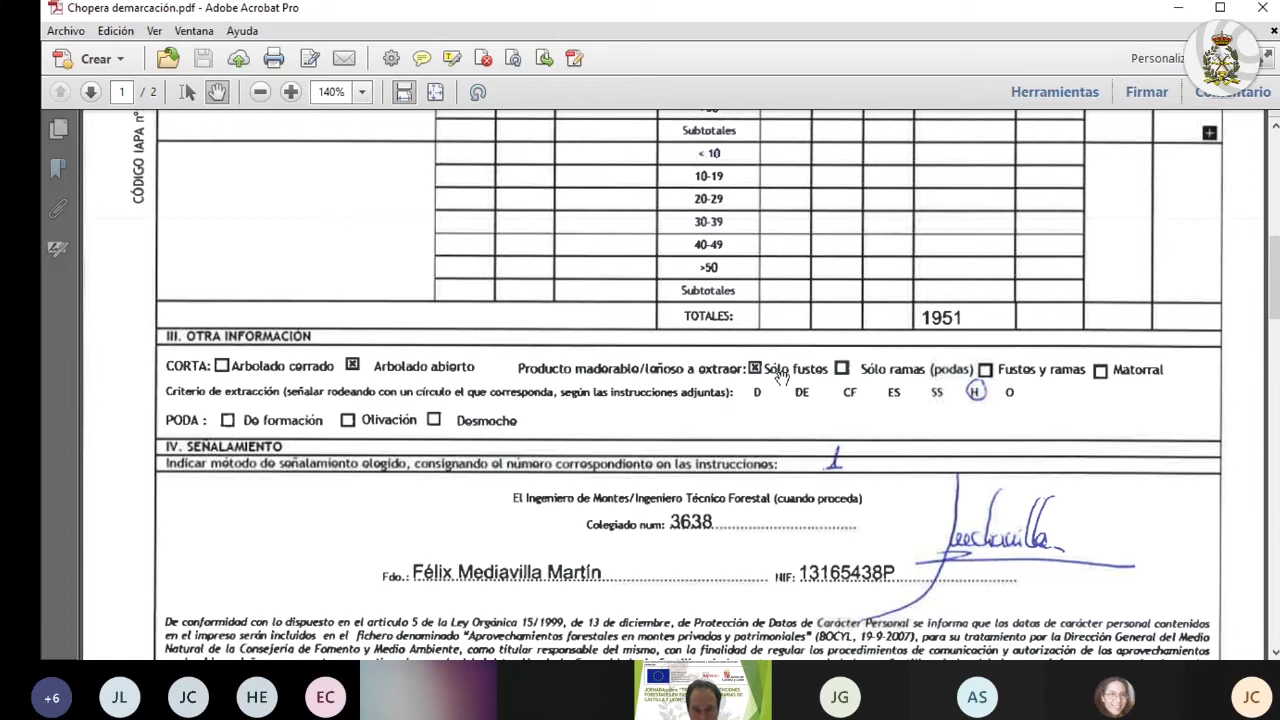 Chopera demarcación.pdf - Adobe Acrobat Pro
Archivo Edición Ver Ventana Ayuda
Crear
1 / 2 140%
Herramientas Firmar Comentario
CÓDIGO IAPA nº
Subtotales
< 10
10-19
20-29
30-39
40-49
>50
Subtotales
TOTALES: 1951
III. OTRA INFORMACIÓN
CORTA: Arbolado cerrado Arbolado abierto Producto maderable/leñoso a extraer: Sólo fustes Sólo ramas (podas) Fustes y ramas Matorral
Criterio de extracción (señalar rodeando con un círculo el que corresponda, según las instrucciones adjuntas): D DE CF ES SS H O
PODA : De formación Olivación Desmoche
IV. SEÑALAMIENTO
Indicar método de señalamiento elegido, consignando el número correspondiente en las instrucciones: 1
El Ingeniero de Montes/Ingeniero Técnico Forestal (cuando proceda)
Colegiado num: 3638
Fdo.: Félix Mediavilla Martín NIF: 13165438P
De conformidad con lo dispuesto en el artículo 5 de la Ley Orgánica 15/1999, de 13 de diciembre, de Protección de Datos de Carácter Personal se informa que los datos de carácter personal contenidos
en el impreso serán incluidos en el fichero denominado "Aprovechamientos forestales en montes privados y patrimoniales" (BOCYL, 19-9-2007), para su tratamiento por la Dirección General del Medio
Natural de la Consejería de Fomento y Medio Ambiente, como titular responsable del mismo, con la finalidad de regular los procedimientos de comunicación y autorización de los aprovechamientos
+6 JL JC HE EC JG AS JC